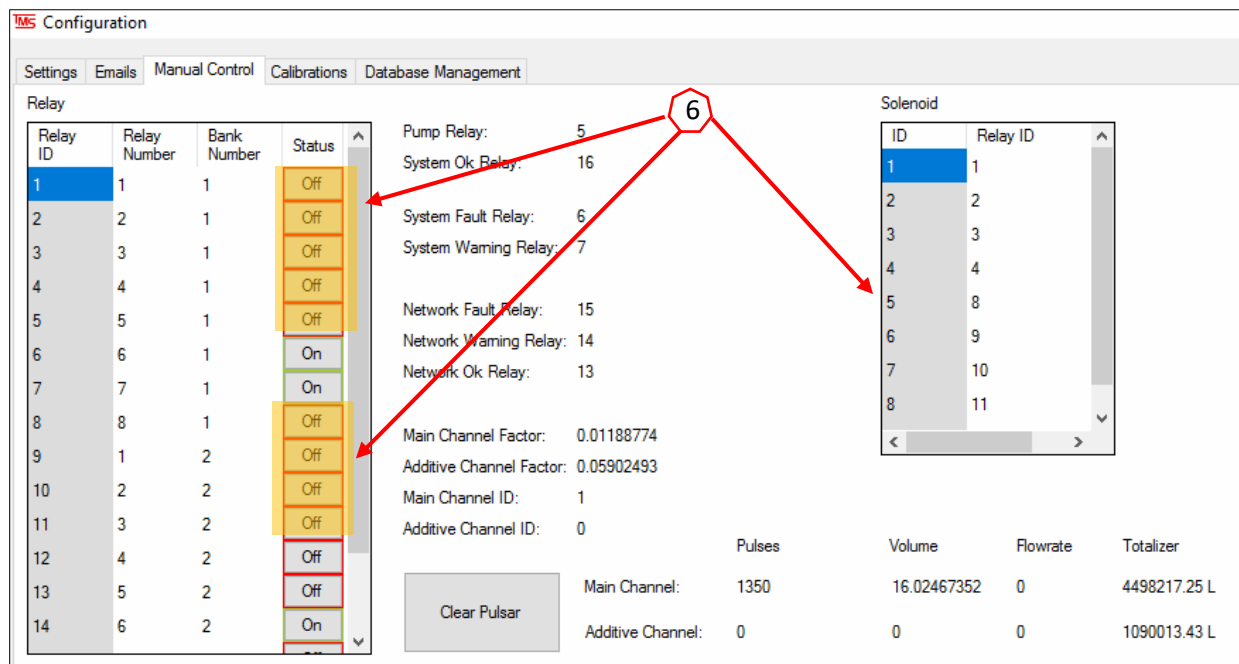 TMS Configuration
Settings Emails Manual Control Calibrations Database Management
Relay
Relay ID Relay Number Bank Number Status
1 1 1 Off
2 2 1 Off
3 3 1 Off
4 4 1 Off
5 5 1 Off
6 6 1 On
7 7 1 On
8 8 1 Off
9 1 2 Off
10 2 2 Off
11 3 2 Off
12 4 2 Off
13 5 2 Off
14 6 2 On
Pump Relay: 5
System Ok Relay: 16
System Fault Relay: 6
System Warning Relay: 7
Network Fault Relay: 15
Network Warning Relay: 14
Network Ok Relay: 13
Main Channel Factor: 0.01188774
Additive Channel Factor: 0.05902493
Main Channel ID: 1
Additive Channel ID: 0
6
Solenoid
ID Relay ID
1 1
2 2
3 3
4 4
5 8
6 9
7 10
8 11
Clear Pulsar
Pulses Volume Flowrate Totalizer
Main Channel: 1350 16.02467352 0 4498217.25 L
Additive Channel: 0 0 0 1090013.43 L